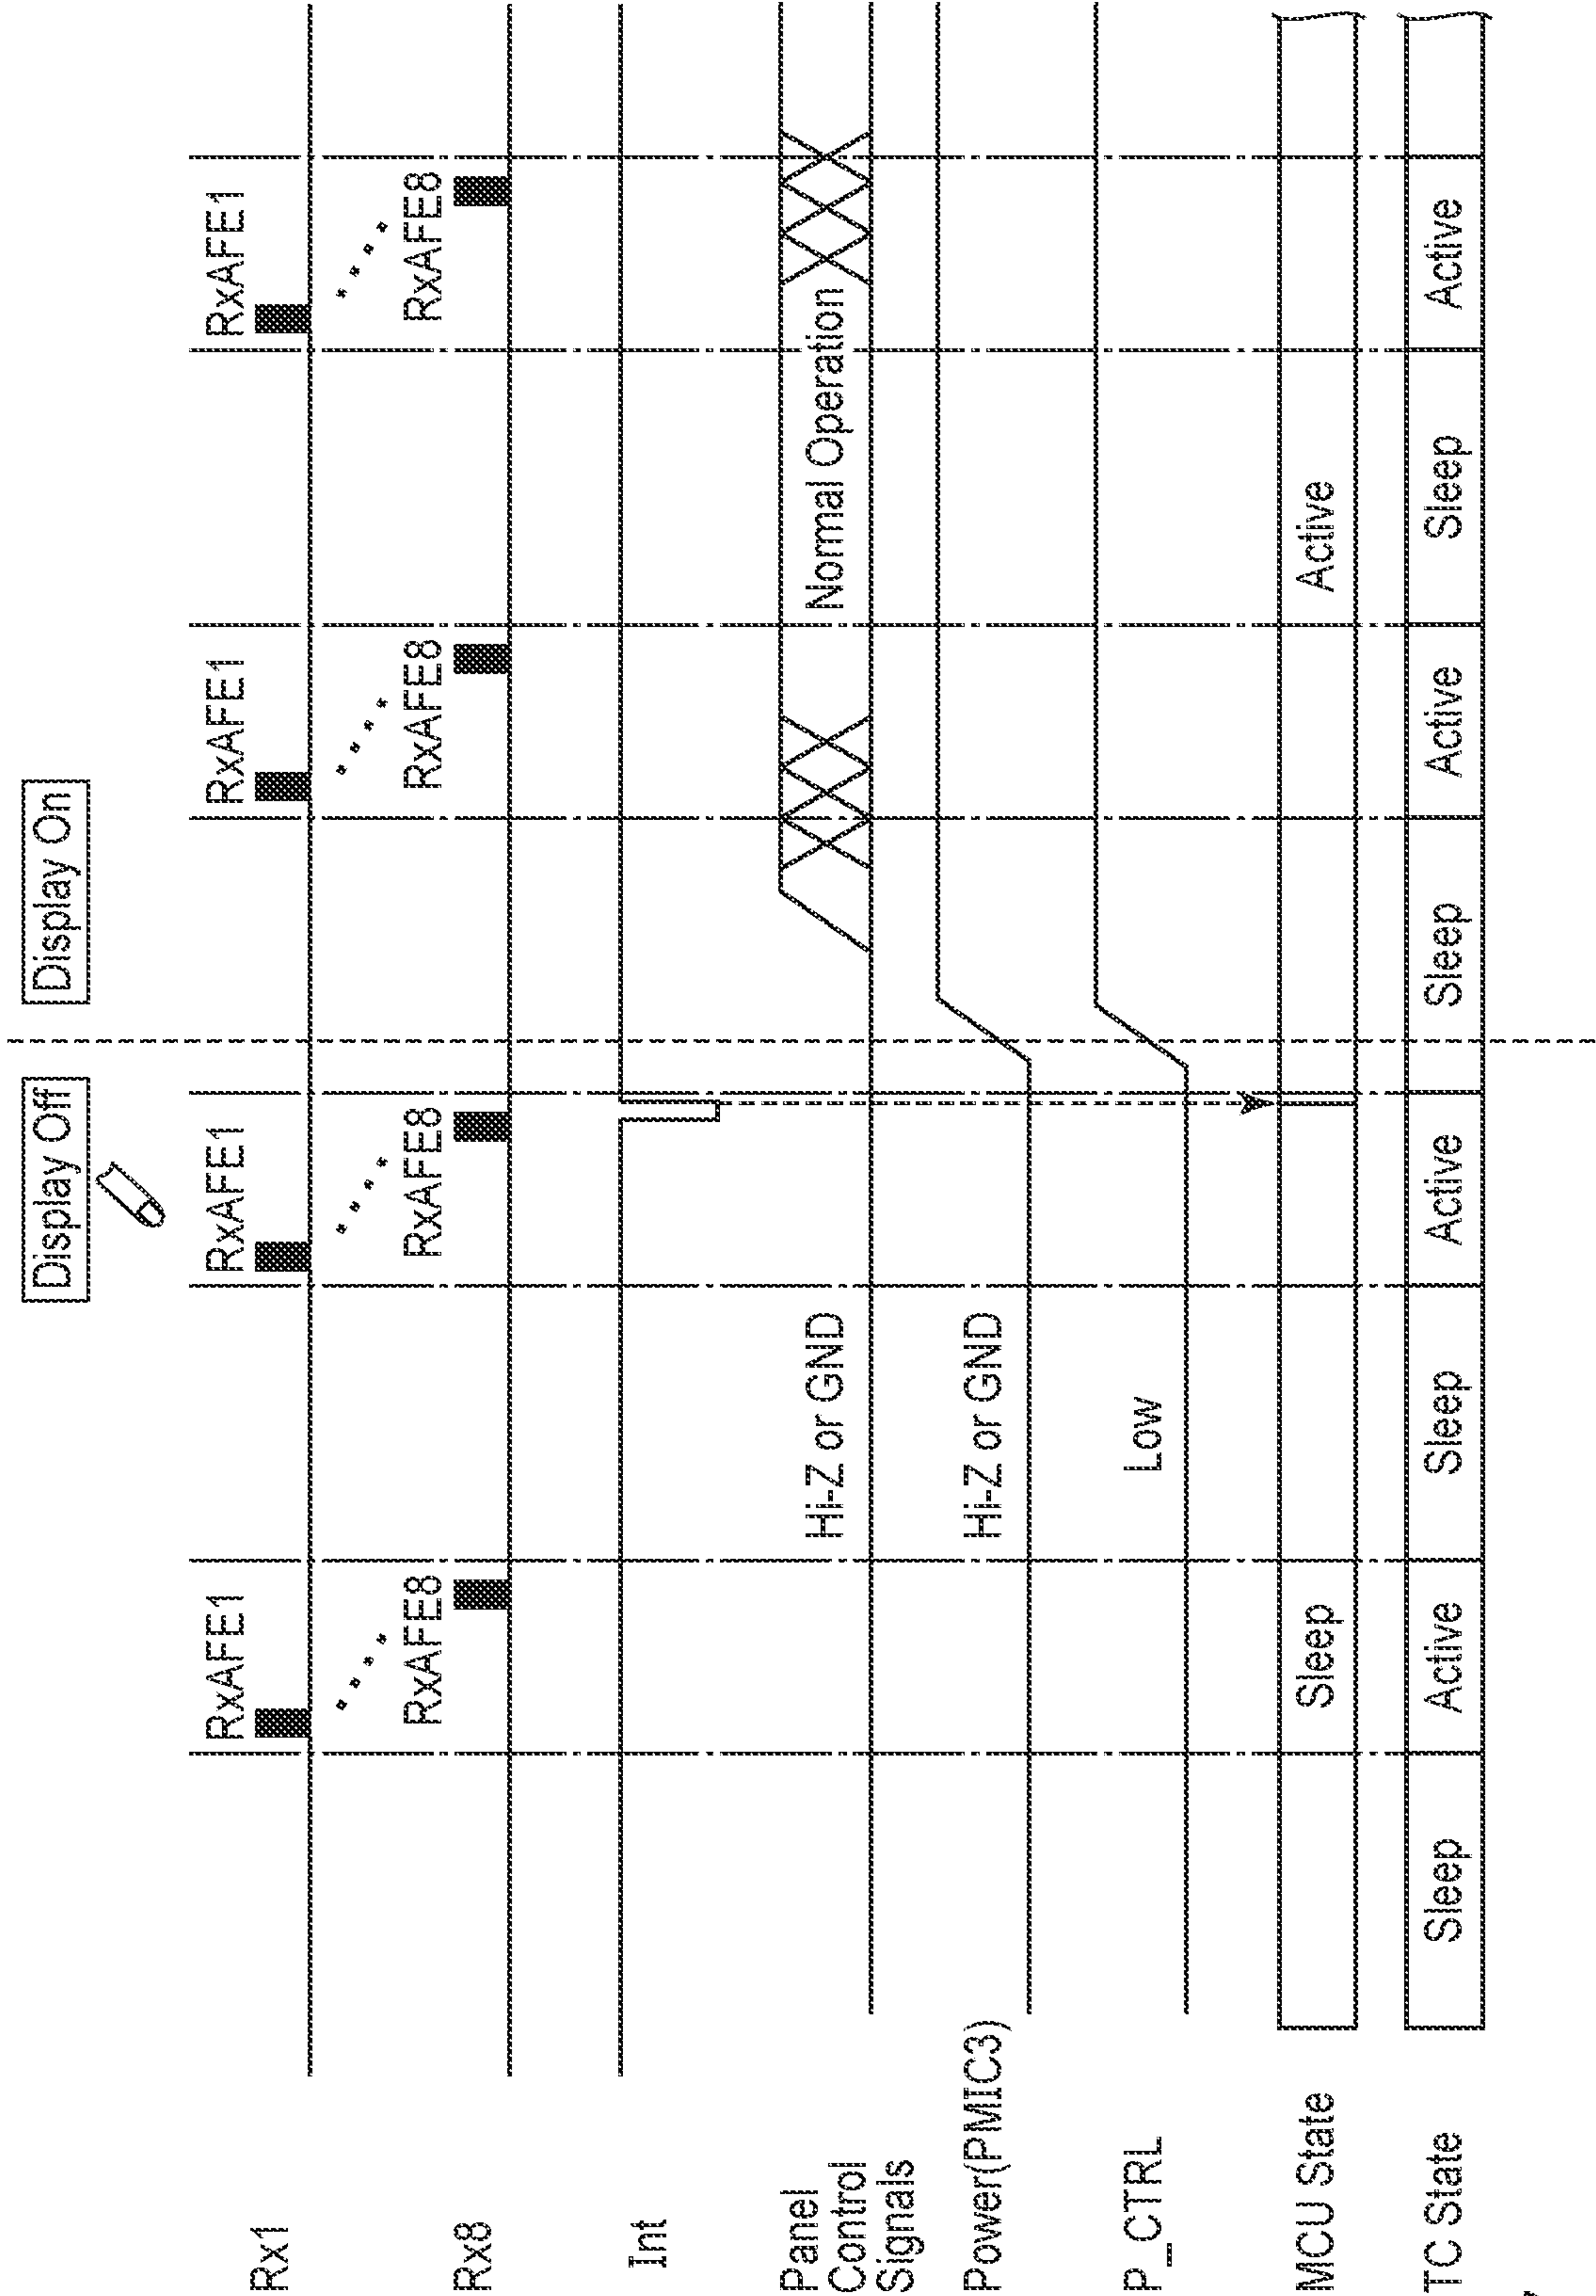 Display Off
Display On
Rx1
RxAFE1
RxAFE1
RxAFE1
RxAFE1
Rx8
RxAFE8
RxAFE8
RxAFE8
RxAFE8
Int
Panel
Control
Signals
Hi-Z or GND
Normal Operation
Power(PMIC3)
Hi-Z or GND
P_CTRL
Low
MCU State
Sleep
Active
TC State
Sleep
Active
Sleep
Active
Sleep
Active
Sleep
Active